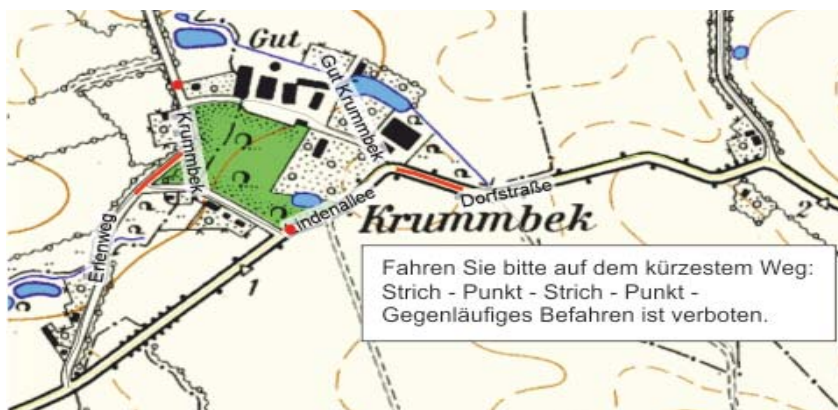 Gut
Gut Krummbek
Krummbek
Erlenweg
Lindenallee
Dorfstraße
Krummbek
1
2
Fahren Sie bitte auf dem kürzestem Weg:
Strich - Punkt - Strich - Punkt -
Gegenläufiges Befahren ist verboten.